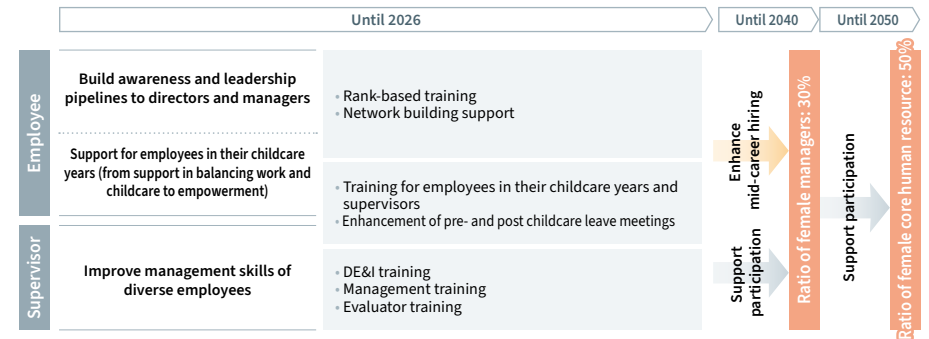 Until 2026
Until 2040
Until 2050
Employee
Build awareness and leadership
pipelines to directors and managers
• Rank-based training
• Network building support
Support for employees in their childcare
years (from support in balancing work and
childcare to empowerment)
• Training for employees in their childcare years and
supervisors
• Enhancement of pre- and post childcare leave meetings
Supervisor
Improve management skills of
diverse employees
• DE&I training
• Management training
• Evaluator training
Enhance
mid-career hiring
Support
participation
Ratio of female managers: 30%
Support participation
Ratio of female core human resource: 50%